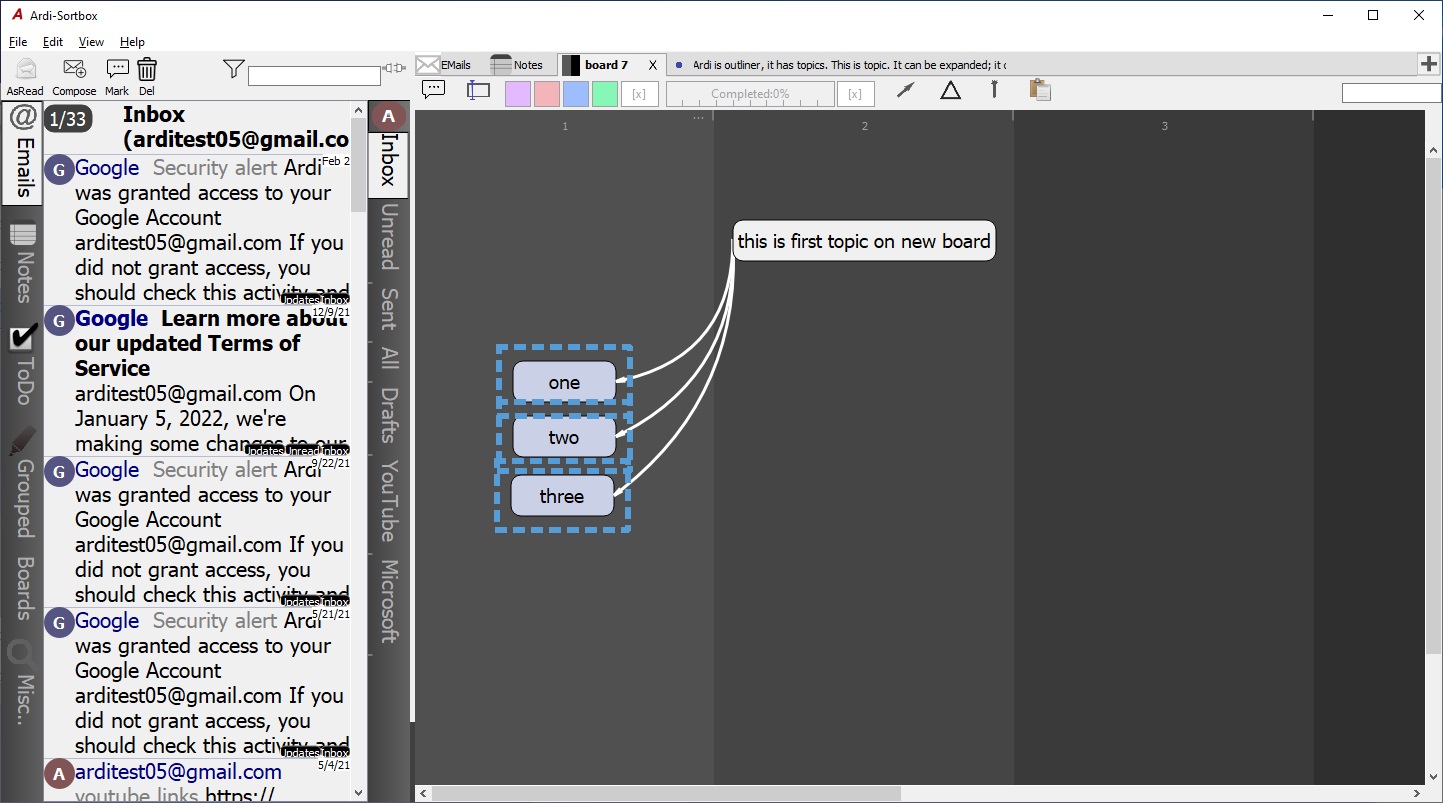 Ardi-Sortbox
File Edit View Help
AsRead Compose Mark Del
EMails Notes board 7 X Ardi is outliner, it has topics. This is topic. It can be expanded; it c
[x] Completed:0% [x]
@ Emails
Notes
ToDo
Grouped
Boards
Misc..
1/33
Inbox
(arditest05@gmail.co
G Google Security alert Ardi Feb 2
was granted access to your
Google Account
arditest05@gmail.com If you
did not grant access, you
should check this activity and
Updates Inbox
12/9/21
G Google Learn more about
our updated Terms of
Service
arditest05@gmail.com On
January 5, 2022, we're
making some changes to our
Updates Unread Inbox
9/22/21
G Google Security alert Ardi
was granted access to your
Google Account
arditest05@gmail.com If you
did not grant access, you
should check this activity and
Updates Inbox
5/21/21
G Google Security alert Ardi
was granted access to your
Google Account
arditest05@gmail.com If you
did not grant access, you
should check this activity and
Updates Inbox
5/4/21
A arditest05@gmail.com
youtube links https://
A
Inbox
Unread
Sent
All
Drafts
YouTube
Microsoft
1 ... 2 3
this is first topic on new board
one
two
three